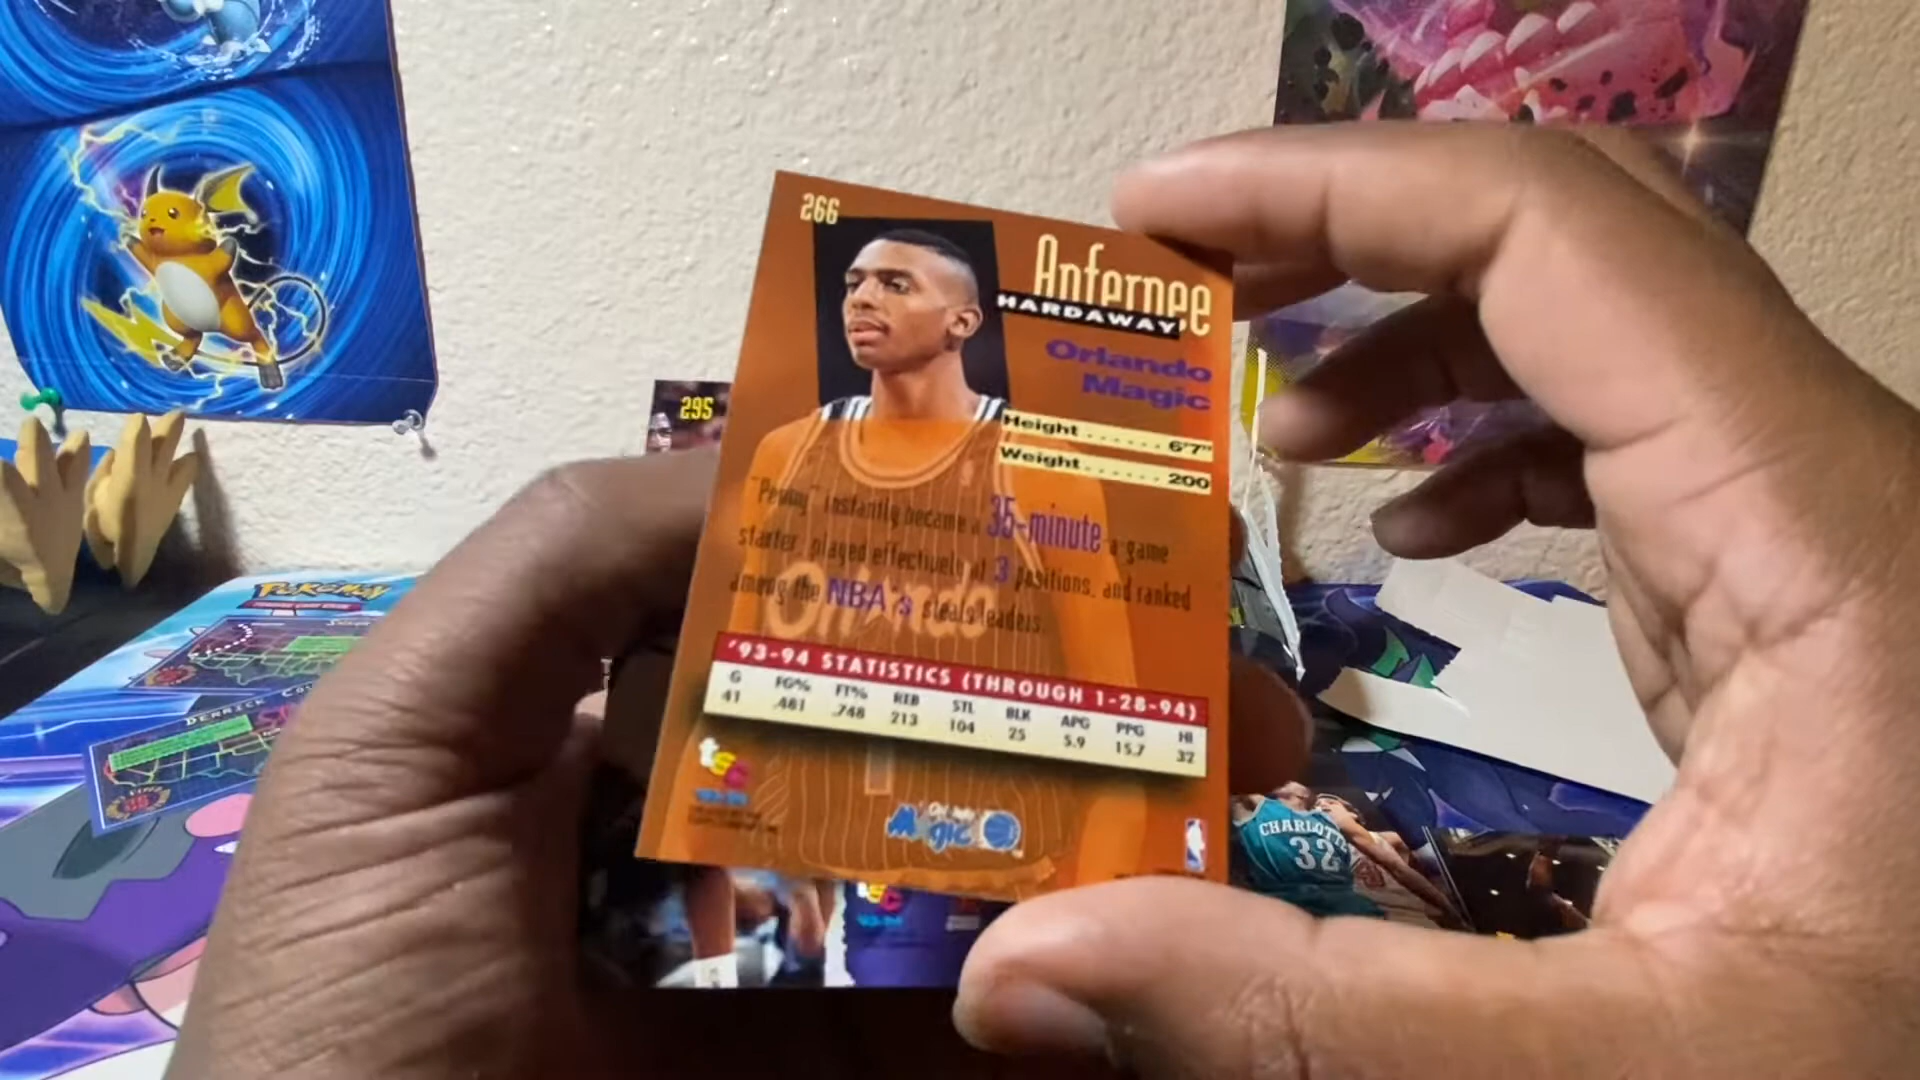 266
Anfernee
HARDAWAY
Orlando
Magic
Height ...... 6'7"
Weight ..... 200
"Penny" instantly became a 35-minute a game
starter, played effectively at 3 positions, and ranked
among the NBA's steals leaders.
Orlando
'93-94 STATISTICS (THROUGH 1-28-94)
G FG% FT% REB STL BLK APG PPG HI
41 .481 .748 213 104 25 5.9 15.7 32
tsc
Magic
295
POKÉMON
DERRICK
CHARLOTTE
32